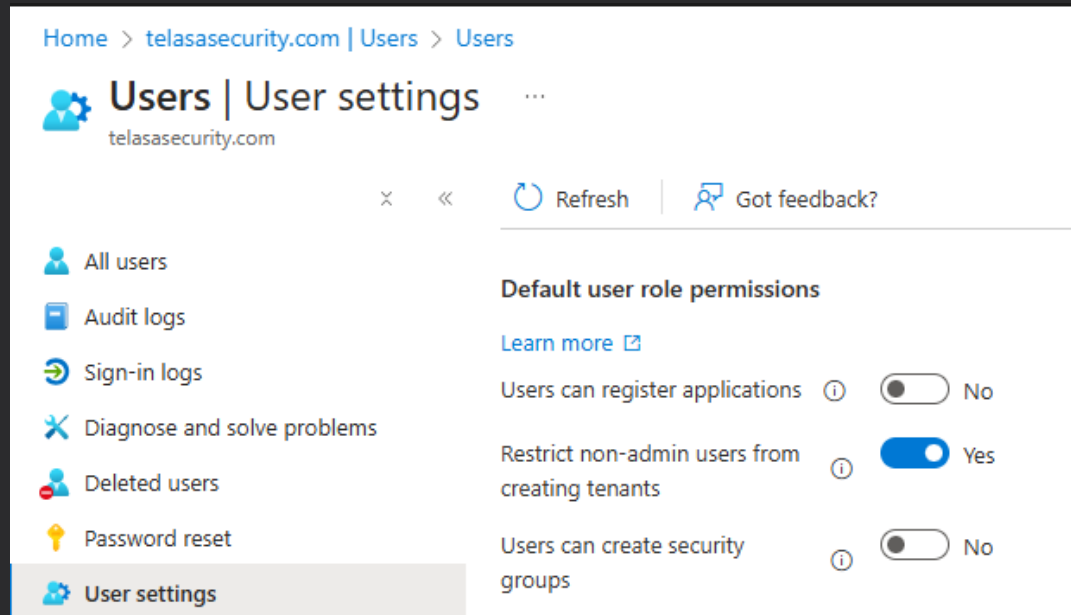 Home > telasasecurity.com | Users > Users
Users | User settings ...
telasasecurity.com
Refresh
Got feedback?
All users
Audit logs
Sign-in logs
Diagnose and solve problems
Deleted users
Password reset
User settings
Default user role permissions
Learn more
Users can register applications No
Restrict non-admin users from
creating tenants
Yes
Users can create security
groups
No